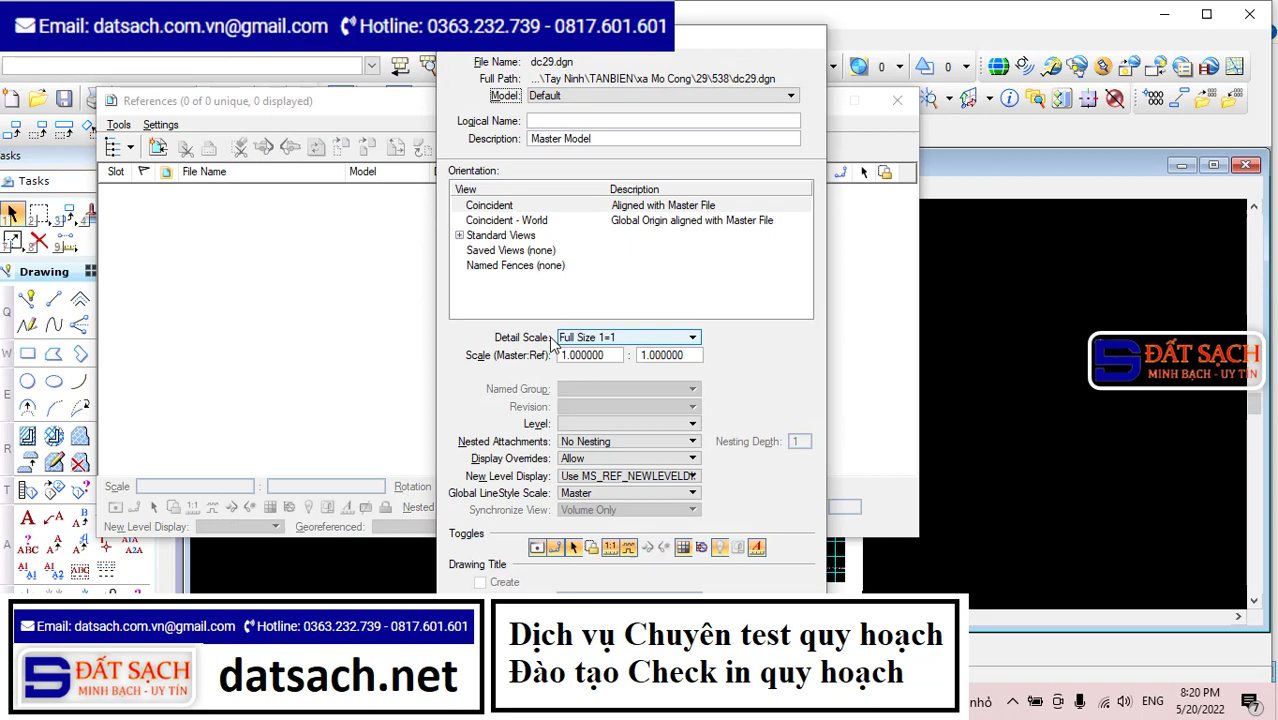 Email: datsach.com.vn@gmail.com Hotline: 0363.232.739 - 0817.601.601
File Name: dc29.dgn
Full Path: ...\Tay Ninh\TANBIEN\xa Mo Cong\29\538\dc29.dgn
Model: Default
Logical Name:
Description: Master Model
References (0 of 0 unique, 0 displayed)
Tools Settings
Slot File Name Model
Orientation:
View Description
Coincident Aligned with Master File
Coincident - World Global Origin aligned with Master File
Standard Views
Saved Views (none)
Named Fences (none)
Detail Scale: Full Size 1=1
Scale (Master:Ref): 1.000000 : 1.000000
Named Group:
Revision:
Level:
Nested Attachments: No Nesting Nesting Depth: 1
Display Overrides: Allow
New Level Display: Use MS_REF_NEWLEVELDI
Global LineStyle Scale: Master
Synchronize View: Volume Only
Toggles
Drawing Title
Create
Scale : Rotation
Nested
New Level Display: Georeferenced:
0 0
asks
Tasks
Drawing
Q
W
E
R
T
A
ĐẤT SẠCH
MINH BẠCH - UY TÍN
Email: datsach.com.vn@gmail.com Hotline: 0363.232.739 - 0817.601.601
ĐẤT SẠCH
MINH BẠCH - UY TÍN
datsach.net
Dịch vụ Chuyên test quy hoạch
Đào tạo Check in quy hoạch
nhỏ ENG
8:20 PM
5/20/2022
7